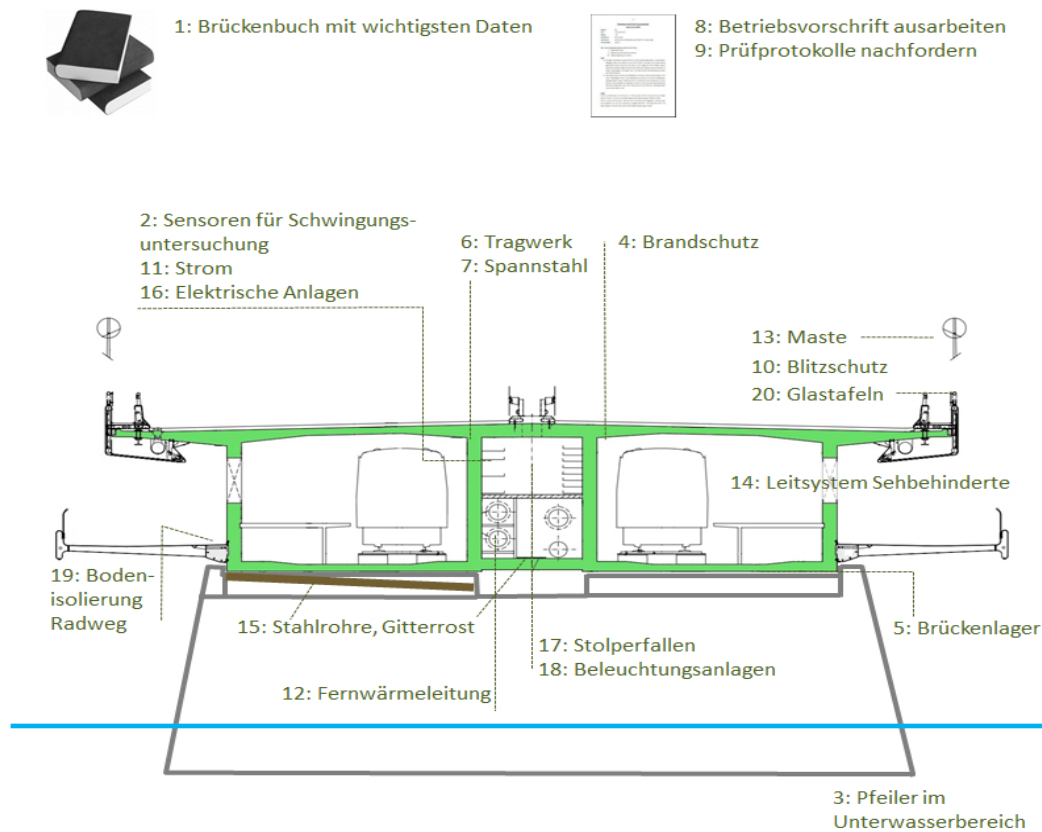 1: Brückenbuch mit wichtigsten Daten
8: Betriebsvorschrift ausarbeiten
9: Prüfprotokolle nachfordern
2: Sensoren für Schwingungs-
untersuchung
11: Strom
16: Elektrische Anlagen
6: Tragwerk
7: Spannstahl
4: Brandschutz
13: Maste
10: Blitzschutz
20: Glastafeln
14: Leitsystem Sehbehinderte
19: Boden-
isolierung
Radweg
15: Stahlrohre, Gitterrost
5: Brückenlager
17: Stolperfallen
18: Beleuchtungsanlagen
12: Fernwärmeleitung
3: Pfeiler im
Unterwasserbereich